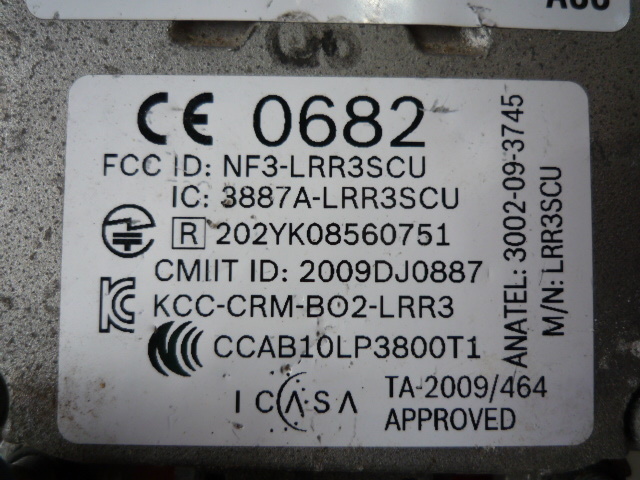 CE 0682
FCC ID: NF3-LRR3SCU
IC: 3887A-LRR3SCU
R 202YK08560751
CMIIT ID: 2009DJ0887
KCC-CRM-BO2-LRR3
CCAB10LP3800T1
ICASA TA-2009/464
APPROVED
ANATEL: 3002-09-3745
M/N: LRR3SCU